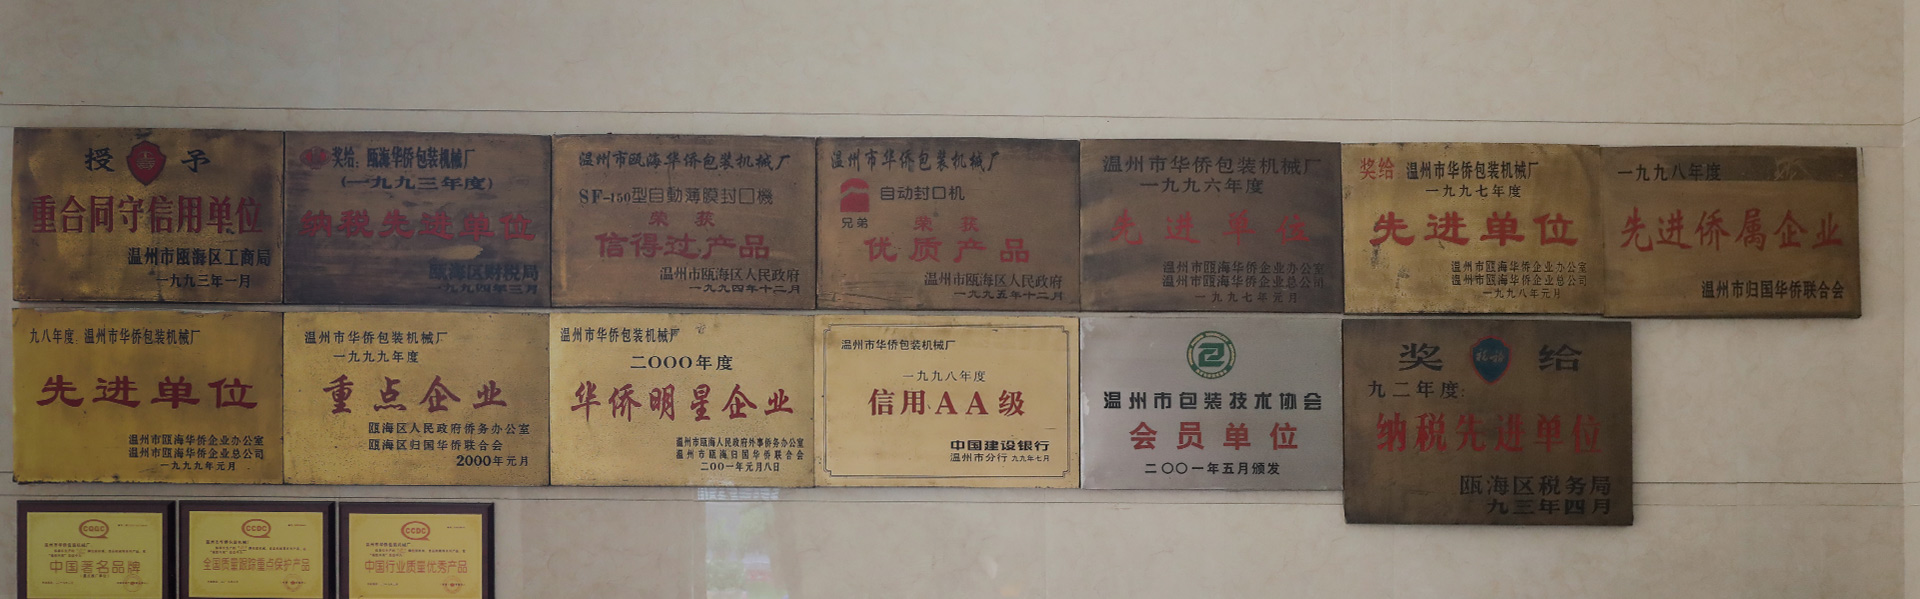 授 予
重合同守信用单位
温州市瓯海区工商局
一九九三年一月
奖给：瓯海华侨包装机械厂
(一九九三年度)
纳税先进单位
瓯海区财税局
一九九四年三月
温州市瓯海华侨包装机械厂
SF-150型自動薄膜封口機
荣 获
信得过产品
温州市瓯海区人民政府
一九九四年十二月
温州市华侨包装机械厂
自动封口机
兄弟
荣 获
优质产品
温州市瓯海区人民政府
一九九五年十二月
温州市华侨包装机械厂
一九九六年度
先进单位
温州市瓯海华侨企业办公室
温州市瓯海华侨企业总公司
一九九七年元月
奖给 温州市华侨包装机械厂
一九九七年度
先进单位
温州市瓯海华侨企业办公室
温州市瓯海华侨企业总公司
一九九八年元月
一九九八年度
先进侨属企业
温州市归国华侨联合会
九八年度：温州市华侨包装机械厂
先进单位
温州市瓯海华侨企业办公室
温州市瓯海华侨企业总公司
一九九九年元月
温州市华侨包装机械厂
一九九九年度
重点企业
瓯海区人民政府侨务办公室
瓯海区归国华侨联合会
2000年元月
温州市华侨包装机械厂
二000年度
华侨明星企业
温州市瓯海人民政府外事侨务办公室
温州市瓯海归国华侨联合会
二00一年元月八日
温州市华侨包装机械厂
一九九八年度
信用AA级
中国建设银行
温州市分行 九九年七月
温州市包装技术协会
会员单位
二00一年五月颁发
奖 给
九二年度：
纳税先进单位
瓯海区税务局
九三年四月
中国著名品牌
全国质量跟踪重点保护产品
中国行业质量优秀产品